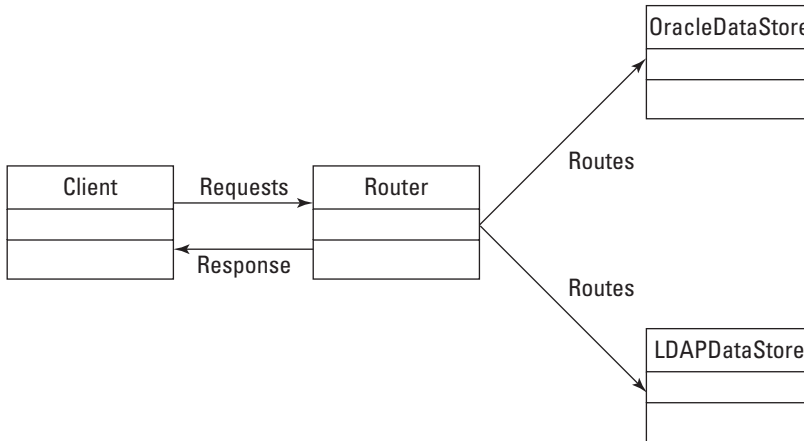 OracleDataStore
Routes
Client
Requests
Router
Response
Routes
LDAPDataStore